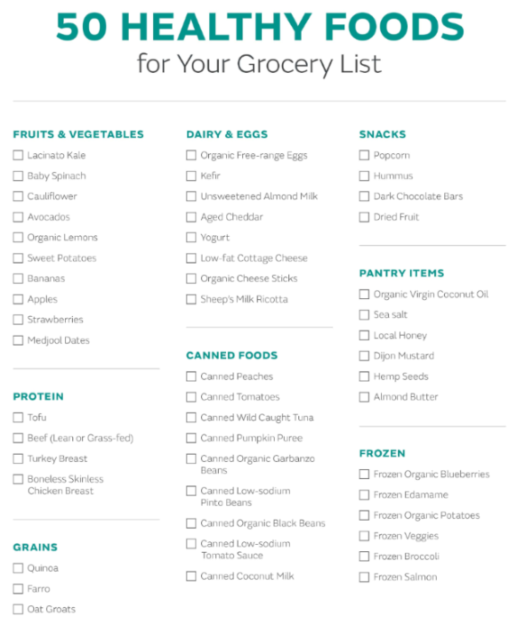 50 HEALTHY FOODS
for Your Grocery List
FRUITS & VEGETABLES
Lacinato Kale
Baby Spinach
Cauliflower
Avocados
Organic Lemons
Sweet Potatoes
Bananas
Apples
Strawberries
Medjool Dates
PROTEIN
Tofu
Beef (Lean or Grass-fed)
Turkey Breast
Boneless Skinless
Chicken Breast
GRAINS
Quinoa
Farro
Oat Groats
DAIRY & EGGS
Organic Free-range Eggs
Kefir
Unsweetened Almond Milk
Aged Cheddar
Yogurt
Low-fat Cottage Cheese
Organic Cheese Sticks
Sheep's Milk Ricotta
CANNED FOODS
Canned Peaches
Canned Tomatoes
Canned Wild Caught Tuna
Canned Pumpkin Puree
Canned Organic Garbanzo
Beans
Canned Low-sodium
Pinto Beans
Canned Organic Black Beans
Canned Low-sodium
Tomato Sauce
Canned Coconut Milk
SNACKS
Popcorn
Hummus
Dark Chocolate Bars
Dried Fruit
PANTRY ITEMS
Organic Virgin Coconut Oil
Sea salt
Local Honey
Dijon Mustard
Hemp Seeds
Almond Butter
FROZEN
Frozen Organic Blueberries
Frozen Edamame
Frozen Organic Potatoes
Frozen Veggies
Frozen Broccoli
Frozen Salmon